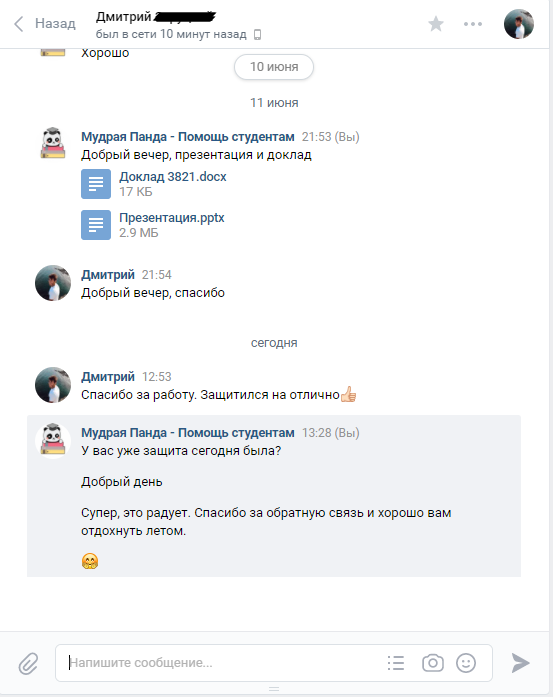 Назад
Дмитрий
был в сети 10 минут назад
Хорошо
10 июня
11 июня
Мудрая Панда - Помощь студентам 21:53 (Вы)
Добрый вечер, презентация и доклад
Доклад 3821.docx
17 КБ
Презентация.pptx
2.9 МБ
Дмитрий 21:54
Добрый вечер, спасибо
сегодня
Дмитрий 12:53
Спасибо за работу. Защитился на отлично👍
Мудрая Панда - Помощь студентам 13:28 (Вы)
У вас уже защита сегодня была?
Добрый день
Супер, это радует. Спасибо за обратную связь и хорошо вам
отдохнуть летом.
🤗
Напишите сообщение...